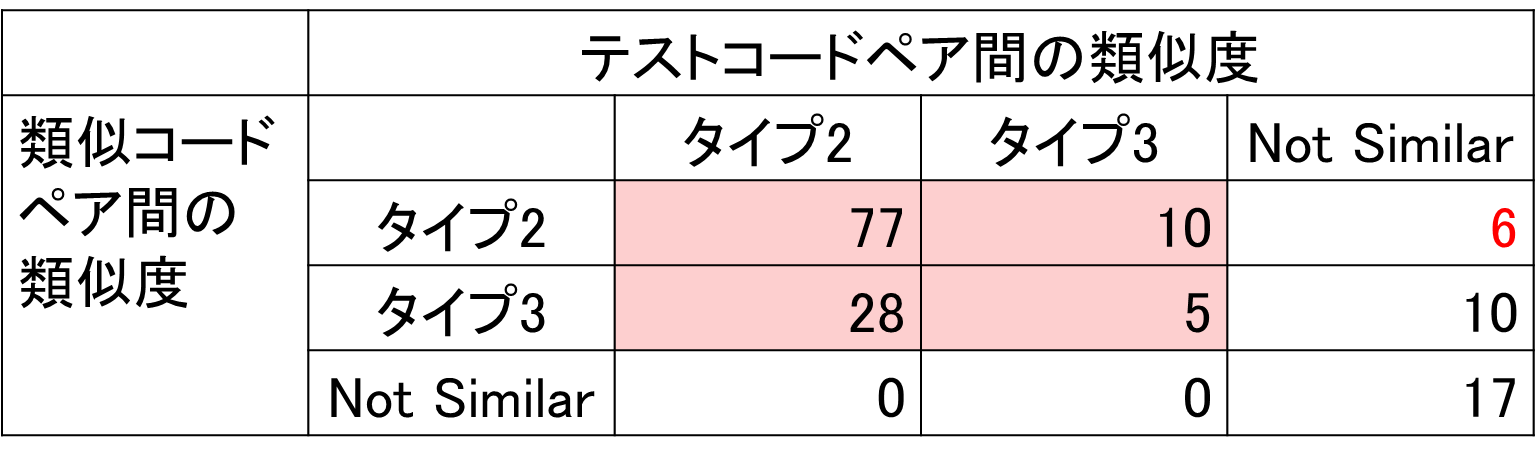 テストコードペア間の類似度
類似コード
ペア間の
類似度
タイプ2 タイプ3 Not Similar
タイプ2 77 10 6
タイプ3 28 5 10
Not Similar 0 0 17